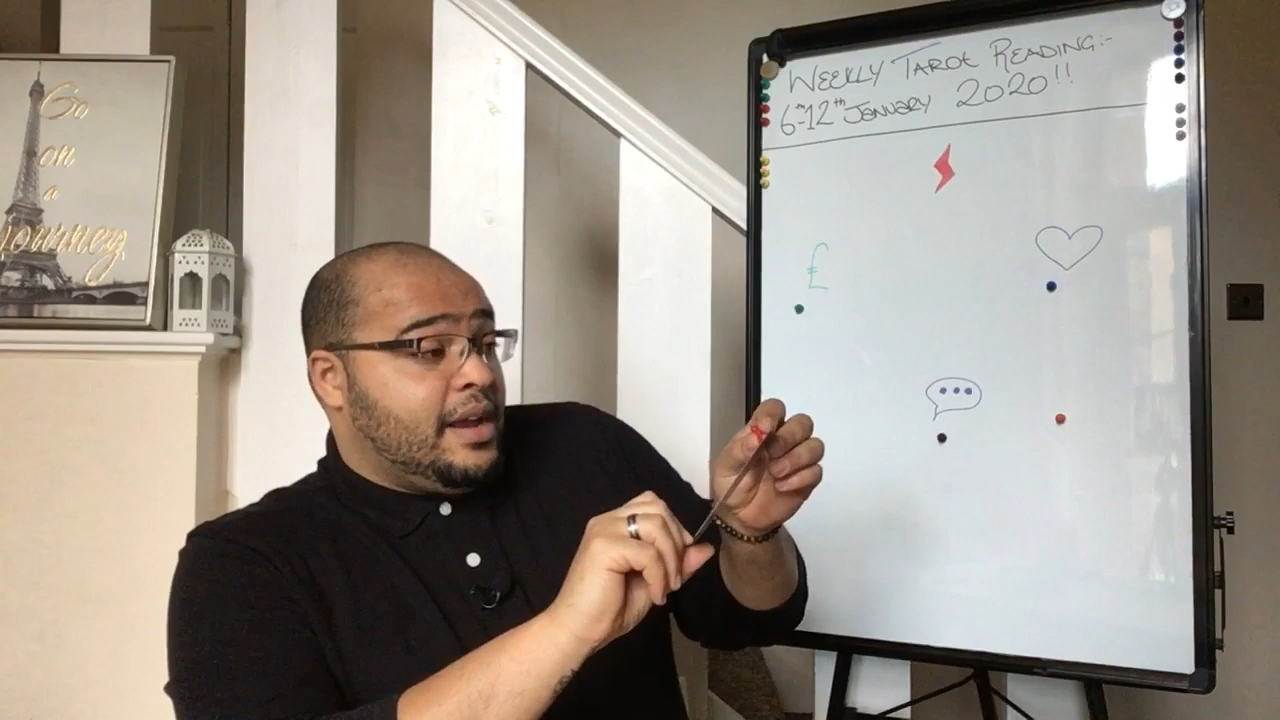 Go
on
a
journey
WEEKLY TAROT READING:-
6th-12th JANUARY 2020!!
£